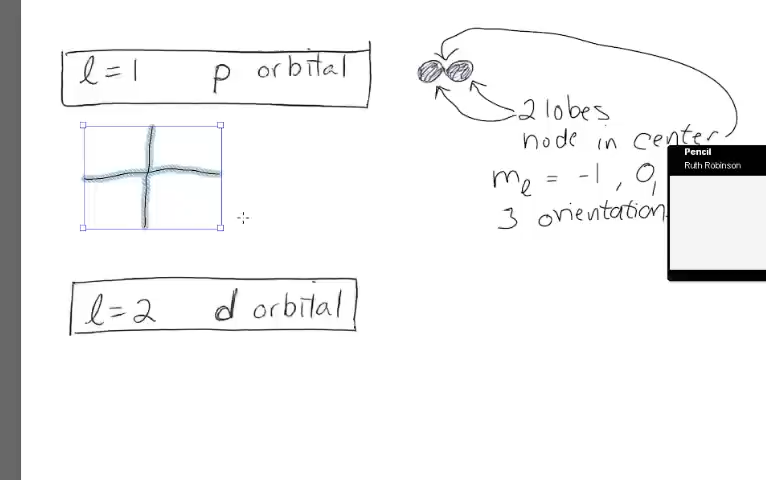 l=1 p orbital
2 lobes
node in center
ml = -1, 0,
3 orientation
Pencil
Ruth Robinson
l=2 d orbital